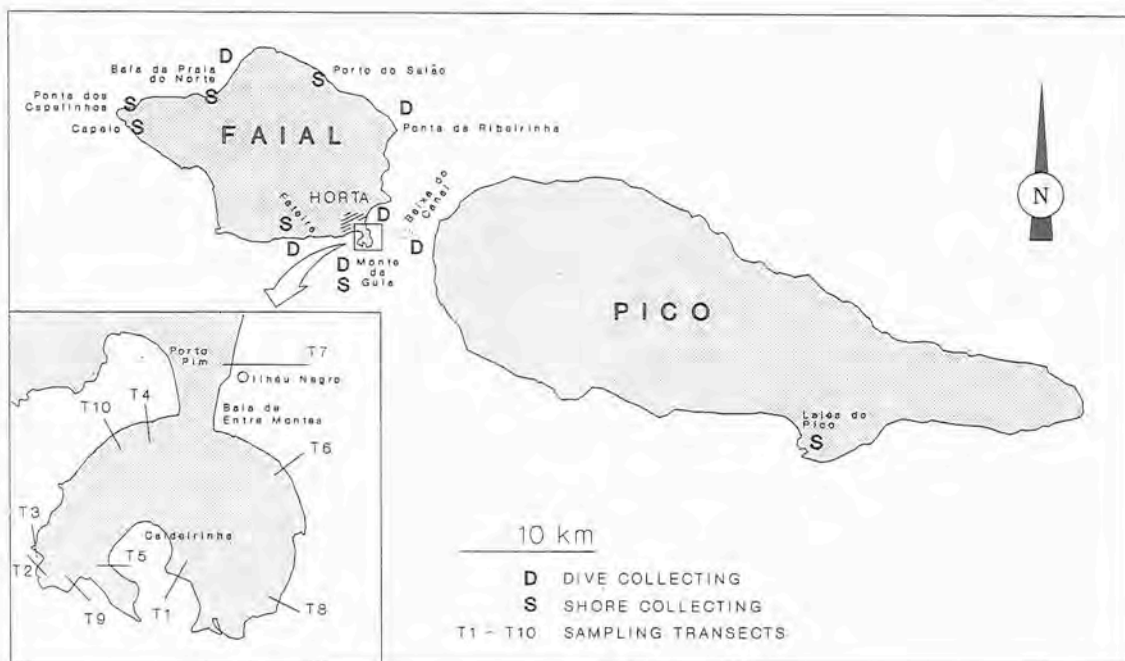 D
Baía da Praia
do Norte
S
S
Porto do Salão
Ponta dos
Capelinhos
S
Capelo
S
D
Ponta da Ribeirinha
FAIAL
HORTA
Feteira
S
D
D
Baixa do
Canal
D
D
S
Monte
da
Guia
N
PICO
Lajes do
Pico
S
Porto
Pim
T7
Ilhéu Negro
Baía de
Entre Montes
T10
T4
T6
T3
Caldeirinha
T2
T5
T9
T1
T8
10 km
D DIVE COLLECTING
S SHORE COLLECTING
T1 - T10 SAMPLING TRANSECTS